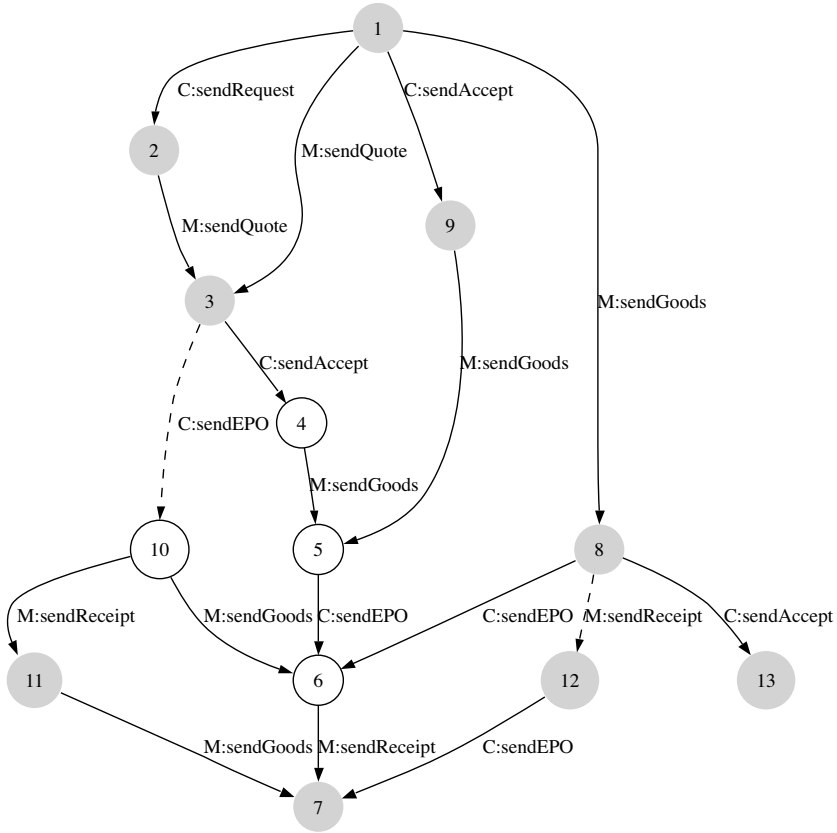 1
C:sendRequest
C:sendAccept
2
M:sendQuote
M:sendQuote
9
3
M:sendGoods
C:sendAccept
M:sendGoods
C:sendEPO
4
M:sendGoods
10
5
8
M:sendReceipt
M:sendGoods
C:sendEPO
C:sendEPO
M:sendReceipt
C:sendAccept
11
6
12
13
M:sendGoods
M:sendReceipt
C:sendEPO
7